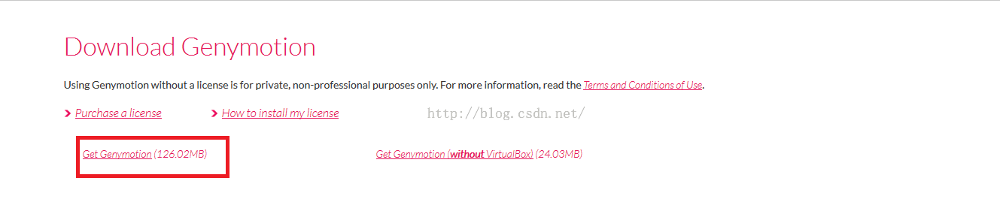 Download Genymotion
Using Genymotion without a license is for private, non-professional purposes only. For more information, read the Terms and Conditions of Use.
Purchase a license How to install my license http://blog.csdn.net/
Get Genymotion (126.02MB) Get Genymotion (without VirtualBox) (24.03MB)